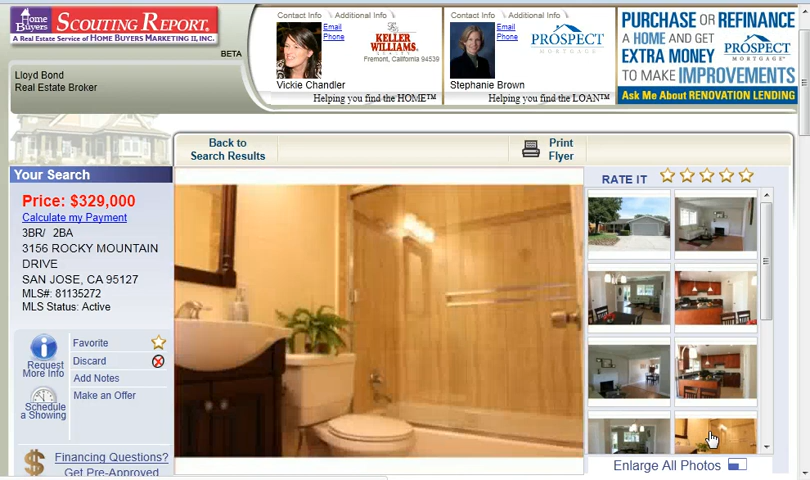 Home Buyers
SCOUTING REPORT®
A Real Estate Service of HOME BUYERS MARKETING II, INC.
BETA
Lloyd Bond
Real Estate Broker
Contact Info
Additional Info
Email
Phone
KELLER WILLIAMS.
REALTY
Fremont, California 94539
Vickie Chandler
Helping you find the HOME™
Contact Info
Additional Info
Email
Phone
PROSPECT
MORTGAGE
Stephanie Brown
Helping you find the LOAN™
PURCHASE OR REFINANCE
A HOME AND GET
EXTRA MONEY
TO MAKE IMPROVEMENTS
PROSPECT
MORTGAGE
Ask Me About RENOVATION LENDING
Back to
Search Results
Print
Flyer
Your Search
Price: $329,000
Calculate my Payment
3BR/ 2BA
3156 ROCKY MOUNTAIN
DRIVE
SAN JOSE, CA 95127
MLS#: 81135272
MLS Status: Active
Request
More Info
Schedule
a Showing
Favorite
Discard
Add Notes
Make an Offer
Financing Questions?
Get Pre-Approved
RATE IT
Enlarge All Photos